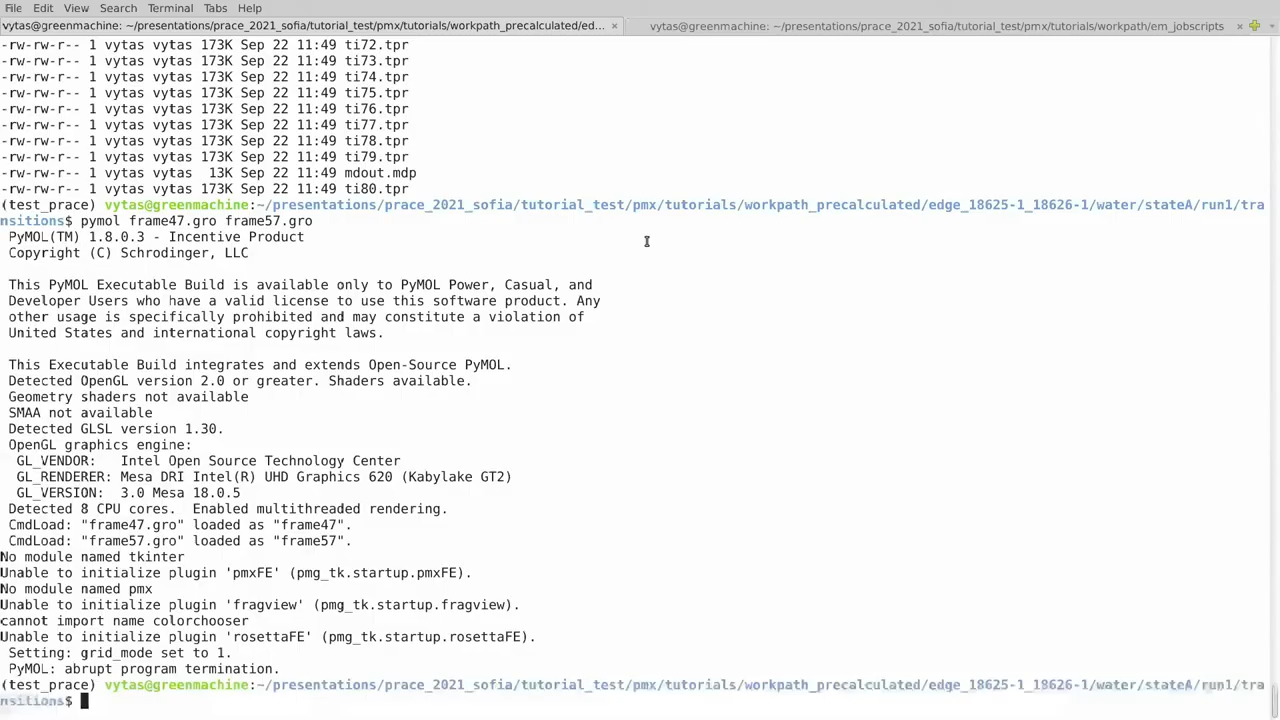 File Edit View Search Terminal Tabs Help
vytas@greenmachine: ~/presentations/prace_2021_sofia/tutorial_test/pmx/tutorials/workpath_precalculated/ed... × vytas@greenmachine: ~/presentations/prace_2021_sofia/tutorial_test/pmx/tutorials/workpath/em_jobscripts ×
-rw-rw-r-- 1 vytas vytas 173K Sep 22 11:49 ti72.tpr
-rw-rw-r-- 1 vytas vytas 173K Sep 22 11:49 ti73.tpr
-rw-rw-r-- 1 vytas vytas 173K Sep 22 11:49 ti74.tpr
-rw-rw-r-- 1 vytas vytas 173K Sep 22 11:49 ti75.tpr
-rw-rw-r-- 1 vytas vytas 173K Sep 22 11:49 ti76.tpr
-rw-rw-r-- 1 vytas vytas 173K Sep 22 11:49 ti77.tpr
-rw-rw-r-- 1 vytas vytas 173K Sep 22 11:49 ti78.tpr
-rw-rw-r-- 1 vytas vytas 173K Sep 22 11:49 ti79.tpr
-rw-rw-r-- 1 vytas vytas  13K Sep 22 11:49 mdout.mdp
-rw-rw-r-- 1 vytas vytas 173K Sep 22 11:49 ti80.tpr
(test_prace) vytas@greenmachine:~/presentations/prace_2021_sofia/tutorial_test/pmx/tutorials/workpath_precalculated/edge_18625-1_18626-1/water/stateA/run1/tra
nsitions$ pymol frame47.gro frame57.gro
PyMOL(TM) 1.8.0.3 - Incentive Product
Copyright (C) Schrodinger, LLC
This PyMOL Executable Build is available only to PyMOL Power, Casual, and
Developer Users who have a valid license to use this software product. Any
other usage is specifically prohibited and may constitute a violation of
United States and international copyright laws.
This Executable Build integrates and extends Open-Source PyMOL.
Detected OpenGL version 2.0 or greater. Shaders available.
Geometry shaders not available
SMAA not available
Detected GLSL version 1.30.
OpenGL graphics engine:
GL_VENDOR:   Intel Open Source Technology Center
GL_RENDERER: Mesa DRI Intel(R) UHD Graphics 620 (Kabylake GT2)
GL_VERSION:  3.0 Mesa 18.0.5
Detected 8 CPU cores.  Enabled multithreaded rendering.
CmdLoad: "frame47.gro" loaded as "frame47".
CmdLoad: "frame57.gro" loaded as "frame57".
No module named tkinter
Unable to initialize plugin 'pmxFE' (pmg_tk.startup.pmxFE).
No module named pmx
Unable to initialize plugin 'fragview' (pmg_tk.startup.fragview).
cannot import name colorchooser
Unable to initialize plugin 'rosettaFE' (pmg_tk.startup.rosettaFE).
Setting: grid_mode set to 1.
PyMOL: abrupt program termination.
(test_prace) vytas@greenmachine:~/presentations/prace_2021_sofia/tutorial_test/pmx/tutorials/workpath_precalculated/edge_18625-1_18626-1/water/stateA/run1/tra
nsitions$